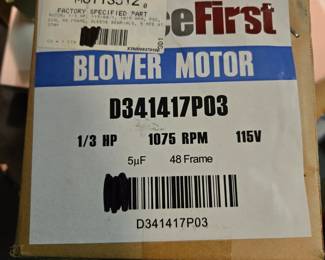 FACTORY SPECIFIED PART
eFirst
BLOWER MOTOR
D341417P03
1/3 HP 1075 RPM 115V
5µF 48 Frame
D341417P03